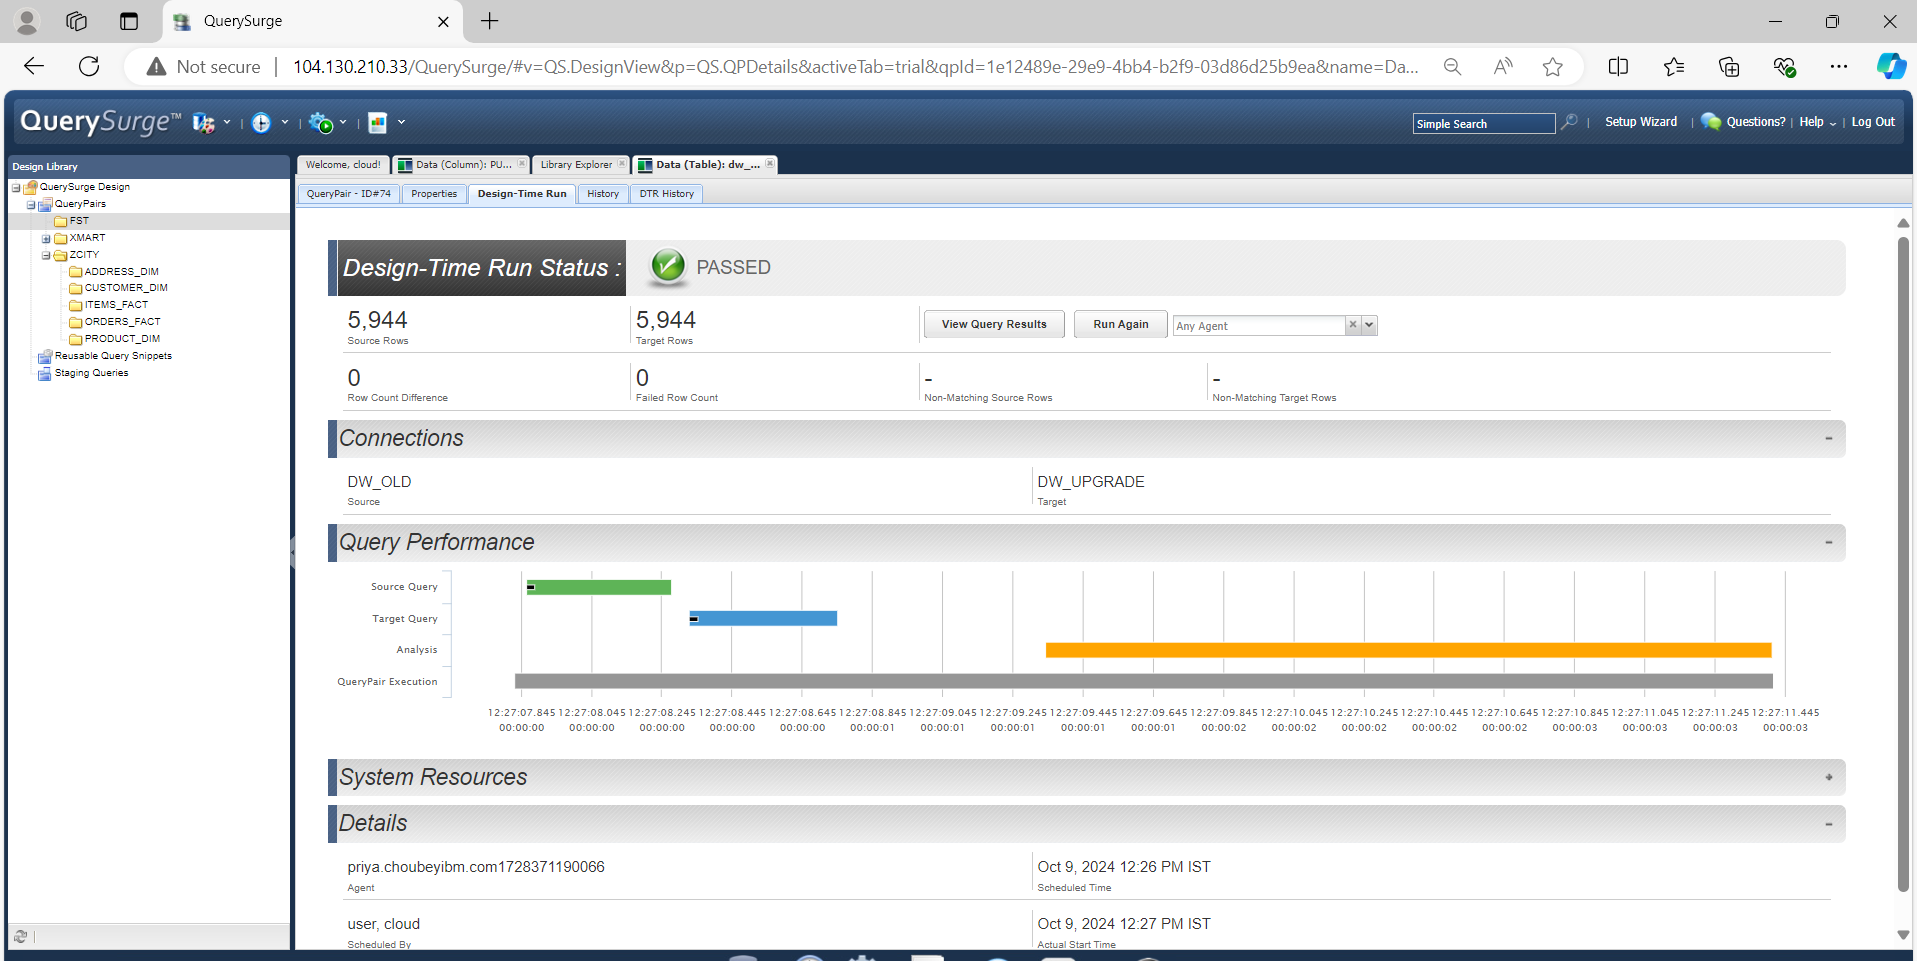 QuerySurge
Not secure
104.130.210.33/QuerySurge/#v=QS.DesignView&p=QS.QPDetails&activeTab=trial&qpId=1e12489e-29e9-4bb4-b2f9-03d86d25b9ea&name=Da...
QuerySurge™
Simple Search
Setup Wizard | Questions? | Help | Log Out
Design Library
QuerySurge Design
QueryPairs
FST
XMART
ZCITY
ADDRESS_DIM
CUSTOMER_DIM
ITEMS_FACT
ORDERS_FACT
PRODUCT_DIM
Reusable Query Snippets
Staging Queries
Welcome, cloud! Data (Column): PU... Library Explorer Data (Table): dw_...
QueryPair - ID#74 Properties Design-Time Run History DTR History
Design-Time Run Status : PASSED
5,944 5,944 View Query Results Run Again Any Agent
Source Rows Target Rows
0 0 - -
Row Count Difference Failed Row Count Non-Matching Source Rows Non-Matching Target Rows
Connections -
DW_OLD DW_UPGRADE
Source Target
Query Performance -
Source Query
Target Query
Analysis
QueryPair Execution
12:27:07.845 12:27:08.045 12:27:08.245 12:27:08.445 12:27:08.645 12:27:08.845 12:27:09.045 12:27:09.245 12:27:09.445 12:27:09.645 12:27:09.845 12:27:10.045 12:27:10.245 12:27:10.445 12:27:10.645 12:27:10.845 12:27:11.045 12:27:11.245 12:27:11.445
00:00:00 00:00:00 00:00:00 00:00:00 00:00:00 00:00:01 00:00:01 00:00:01 00:00:01 00:00:01 00:00:02 00:00:02 00:00:02 00:00:02 00:00:02 00:00:03 00:00:03 00:00:03 00:00:03
System Resources +
Details -
priya.choubeyibm.com1728371190066 Oct 9, 2024 12:26 PM IST
Agent Scheduled Time
user, cloud Oct 9, 2024 12:27 PM IST
Scheduled By Actual Start Time